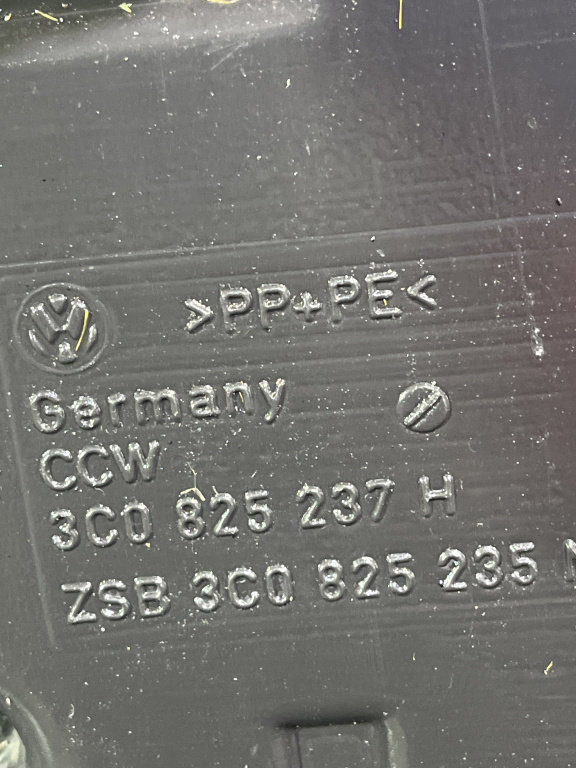 >PP+PE<
Germany
CCW
3C0 825 237 H
ZSB 3C0 825 235